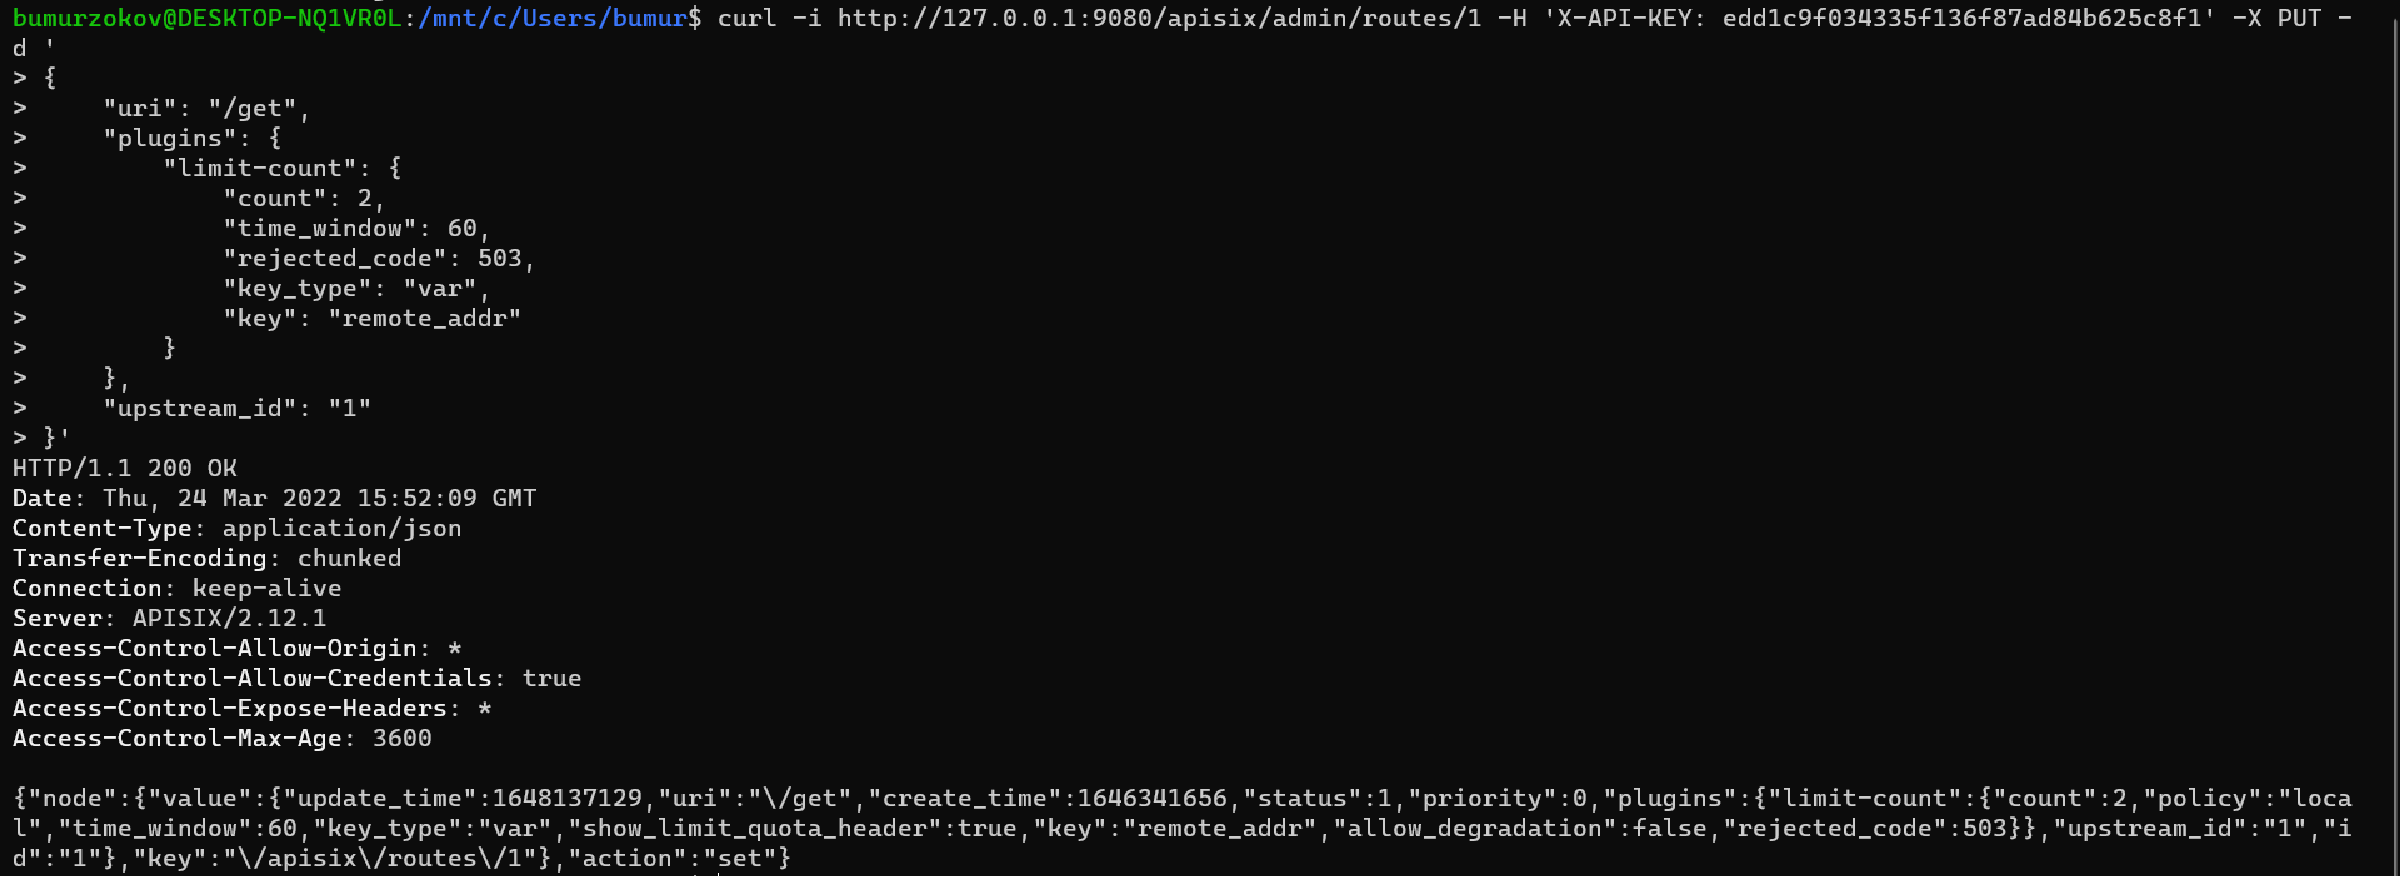 bumurzokov@DESKTOP-NQ1VR0L:/mnt/c/Users/bumur$ curl -i http://127.0.0.1:9080/apisix/admin/routes/1 -H 'X-API-KEY: edd1c9f034335f136f87ad84b625c8f1' -X PUT -
d '
> {
>     "uri": "/get",
>     "plugins": {
>         "limit-count": {
>             "count": 2,
>             "time_window": 60,
>             "rejected_code": 503,
>             "key_type": "var",
>             "key": "remote_addr"
>         }
>     },
>     "upstream_id": "1"
> }'
HTTP/1.1 200 OK
Date: Thu, 24 Mar 2022 15:52:09 GMT
Content-Type: application/json
Transfer-Encoding: chunked
Connection: keep-alive
Server: APISIX/2.12.1
Access-Control-Allow-Origin: *
Access-Control-Allow-Credentials: true
Access-Control-Expose-Headers: *
Access-Control-Max-Age: 3600

{"node":{"value":{"update_time":1648137129,"uri":"\/get","create_time":1646341656,"status":1,"priority":0,"plugins":{"limit-count":{"count":2,"policy":"loca
l","time_window":60,"key_type":"var","show_limit_quota_header":true,"key":"remote_addr","allow_degradation":false,"rejected_code":503}},"upstream_id":"1","i
d":"1"},"key":"\/apisix\/routes\/1"},"action":"set"}